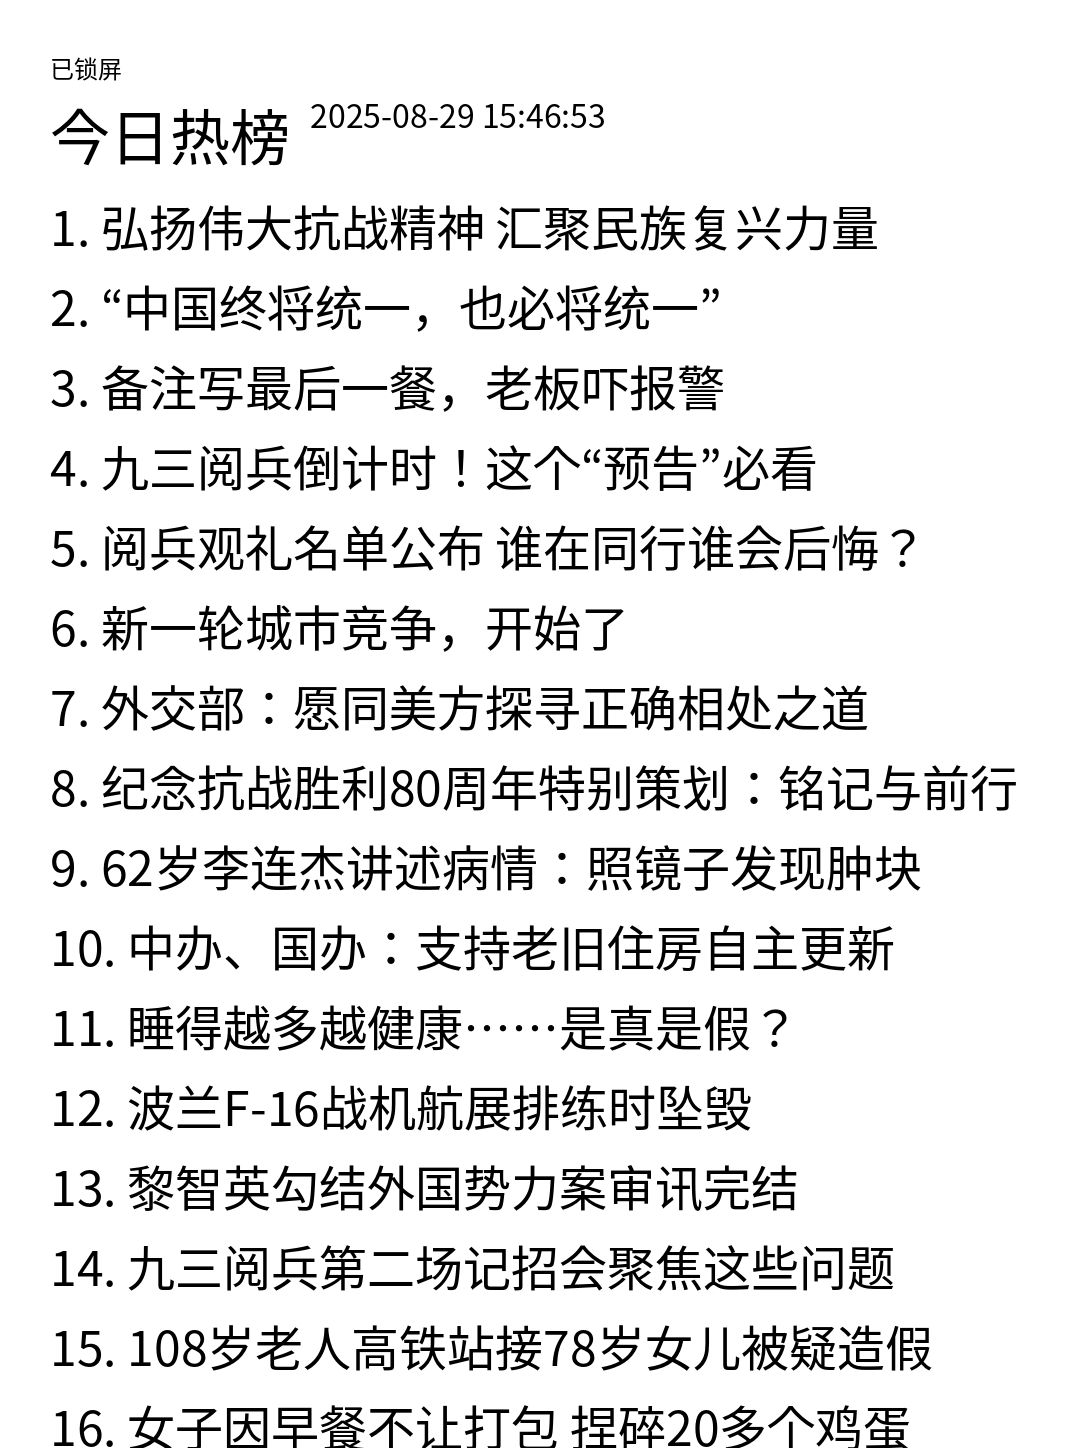 已锁屏
今日热榜 2025-08-29 15:46:53
1. 弘扬伟大抗战精神 汇聚民族复兴力量
2. “中国终将统一，也必将统一”
3. 备注写最后一餐，老板吓报警
4. 九三阅兵倒计时！这个“预告”必看
5. 阅兵观礼名单公布 谁在同行谁会后悔？
6. 新一轮城市竞争，开始了
7. 外交部：愿同美方探寻正确相处之道
8. 纪念抗战胜利80周年特别策划：铭记与前行
9. 62岁李连杰讲述病情：照镜子发现肿块
10. 中办、国办：支持老旧住房自主更新
11. 睡得越多越健康……是真是假？
12. 波兰F-16战机航展排练时坠毁
13. 黎智英勾结外国势力案审讯完结
14. 九三阅兵第二场记招会聚焦这些问题
15. 108岁老人高铁站接78岁女儿被疑造假
16. 女子因早餐不让打包 捏碎20多个鸡蛋